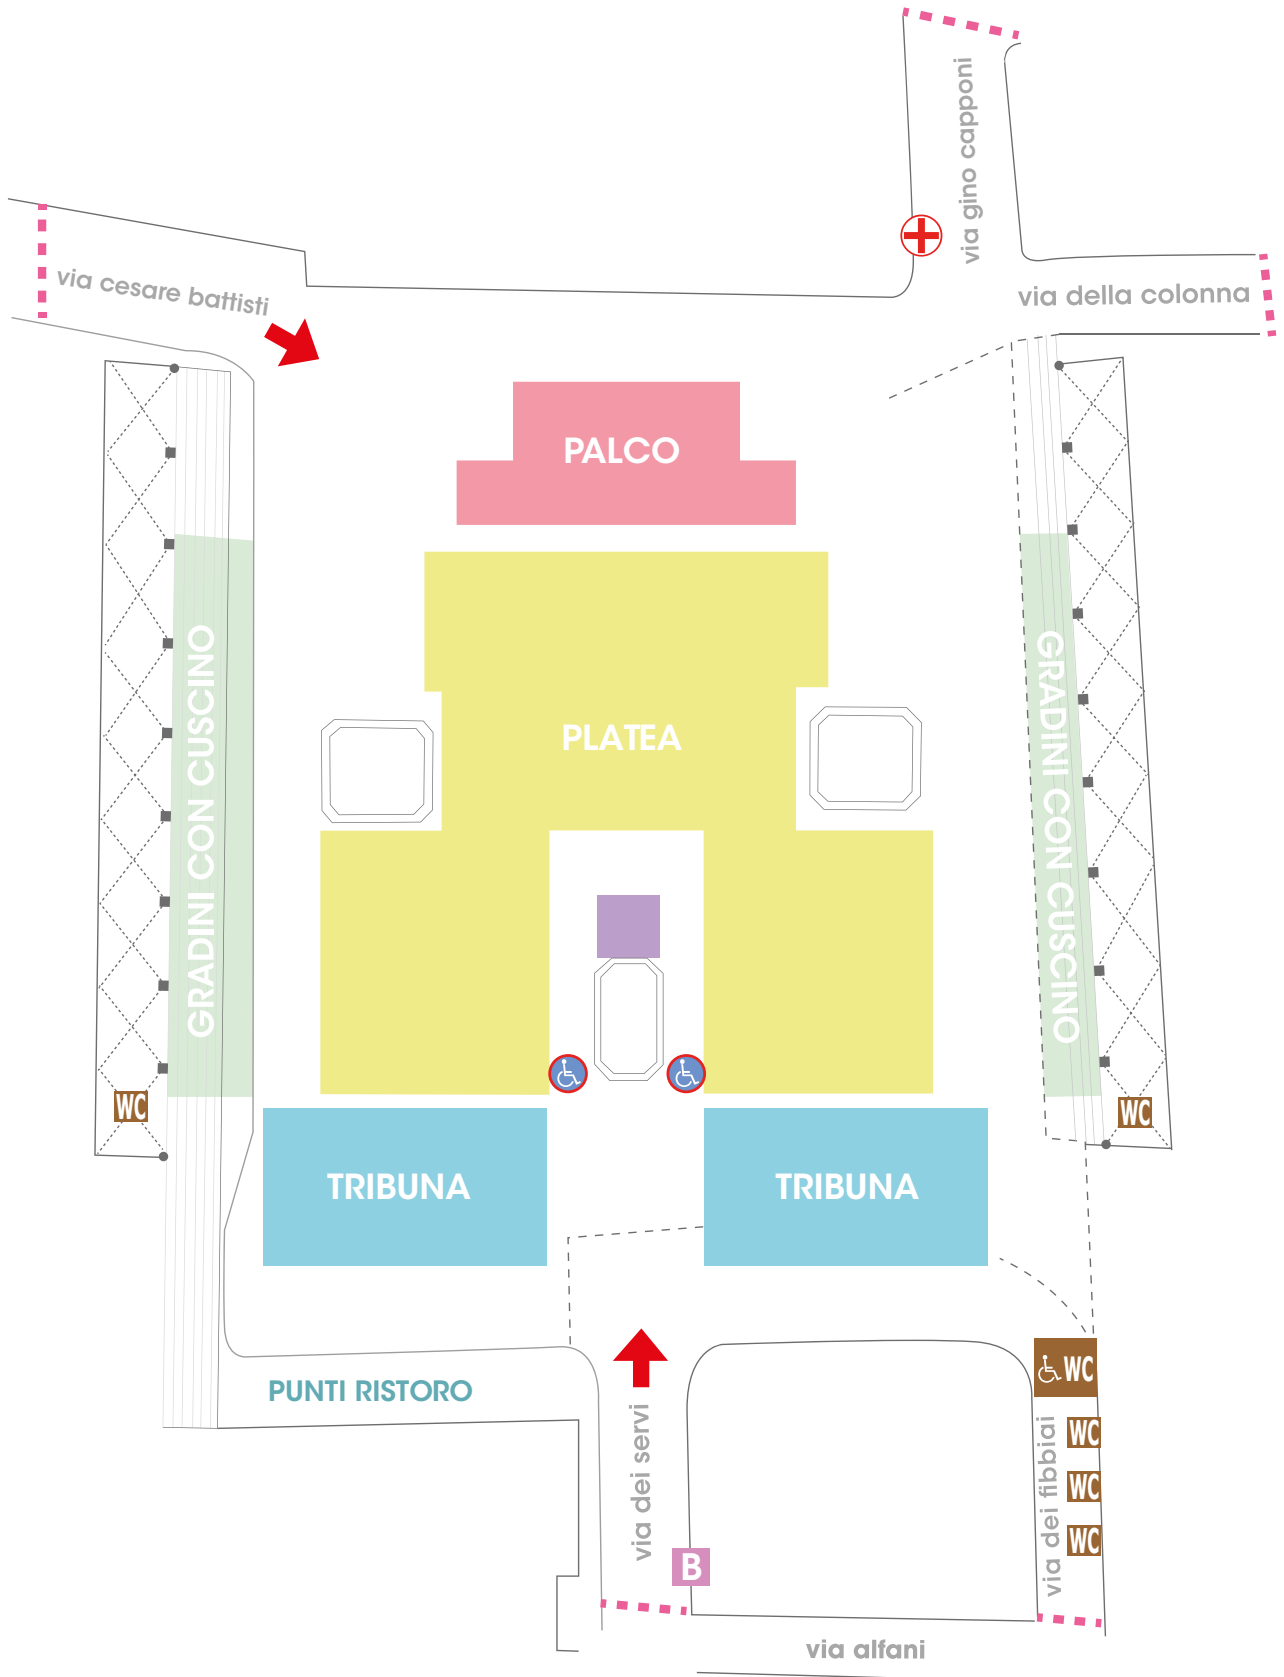 via gino capponi
via cesare battisti
via della colonna
PALCO
GRADINI CON CUSCINO
GRADINI CON CUSCINO
PLATEA
WC
WC
TRIBUNA
TRIBUNA
PUNTI RISTORO
WC
via dei servi
via dei fibbiai
WC
WC
WC
B
via alfani